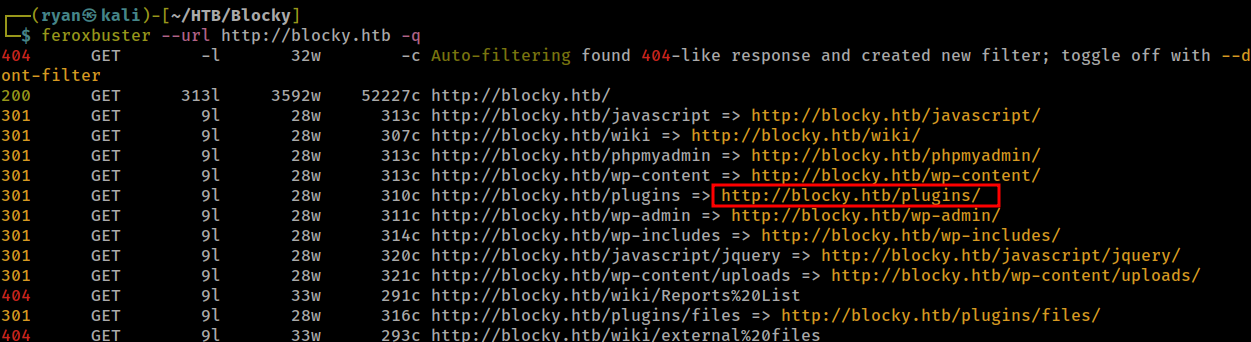 ┌──(ryan㉿kali)-[~/HTB/Blocky]
└─$ feroxbuster --url http://blocky.htb -q
404      GET        -l       32w        -c Auto-filtering found 404-like response and created new filter; toggle off with --d
ont-filter
200      GET      313l     3592w    52227c http://blocky.htb/
301      GET        9l       28w      313c http://blocky.htb/javascript => http://blocky.htb/javascript/
301      GET        9l       28w      307c http://blocky.htb/wiki => http://blocky.htb/wiki/
301      GET        9l       28w      313c http://blocky.htb/phpmyadmin => http://blocky.htb/phpmyadmin/
301      GET        9l       28w      313c http://blocky.htb/wp-content => http://blocky.htb/wp-content/
301      GET        9l       28w      310c http://blocky.htb/plugins => http://blocky.htb/plugins/
301      GET        9l       28w      311c http://blocky.htb/wp-admin => http://blocky.htb/wp-admin/
301      GET        9l       28w      314c http://blocky.htb/wp-includes => http://blocky.htb/wp-includes/
301      GET        9l       28w      320c http://blocky.htb/javascript/jquery => http://blocky.htb/javascript/jquery/
301      GET        9l       28w      321c http://blocky.htb/wp-content/uploads => http://blocky.htb/wp-content/uploads/
404      GET        9l       33w      291c http://blocky.htb/wiki/Reports%20List
301      GET        9l       28w      316c http://blocky.htb/plugins/files => http://blocky.htb/plugins/files/
404      GET        9l       33w      293c http://blocky.htb/wiki/external%20files